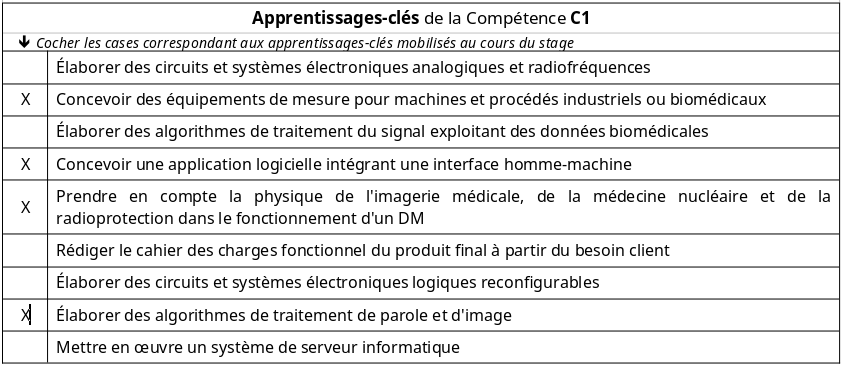 Apprentissages-clés de la Compétence C1
🡻 Cocher les cases correspondant aux apprentissages-clés mobilisés au cours du stage
Élaborer des circuits et systèmes électroniques analogiques et radiofréquences
X Concevoir des équipements de mesure pour machines et procédés industriels ou biomédicaux
Élaborer des algorithmes de traitement du signal exploitant des données biomédicales
X Concevoir une application logicielle intégrant une interface homme-machine
X Prendre en compte la physique de l'imagerie médicale, de la médecine nucléaire et de la
radioprotection dans le fonctionnement d'un DM
Rédiger le cahier des charges fonctionnel du produit final à partir du besoin client
Élaborer des circuits et systèmes électroniques logiques reconfigurables
X Élaborer des algorithmes de traitement de parole et d'image
Mettre en œuvre un système de serveur informatique